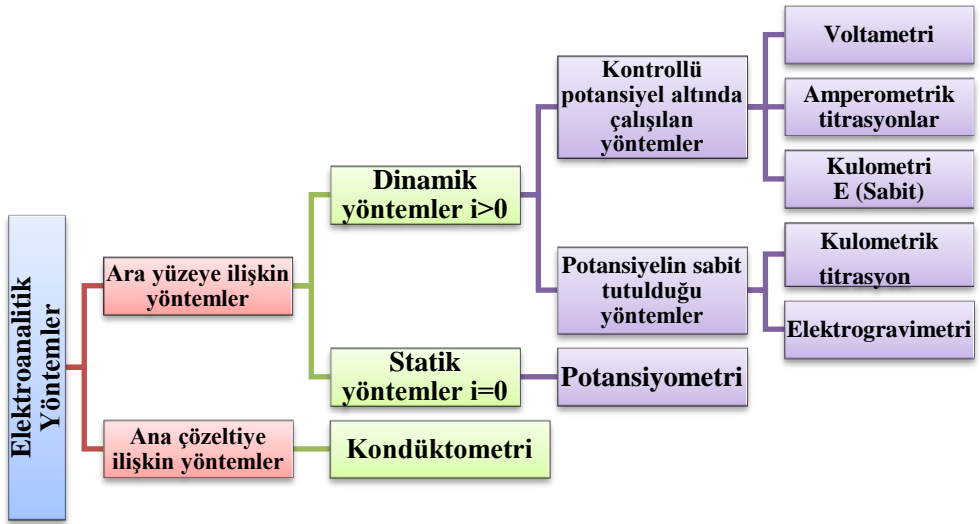 Elektroanalitik
Yöntemler
Ara yüzeye ilişkin
yöntemler
Ana çözeltiye
ilişkin yöntemler
Dinamik
yöntemler i>0
Statik
yöntemler i=0
Kondüktometri
Kontrollü
potansiyel altında
çalışılan
yöntemler
Potansiyelin sabit
tutulduğu
yöntemler
Potansiyometri
Voltametri
Amperometrik
titrasyonlar
Kulometri
E (Sabit)
Kulometrik
titrasyon
Elektrogravimetri